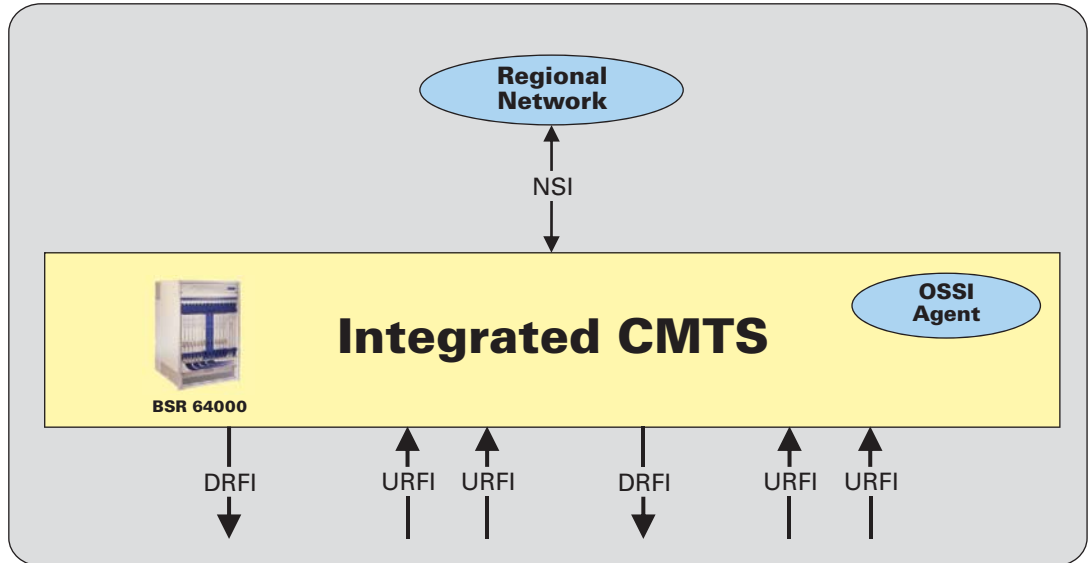 Regional
Network
NSI
Integrated CMTS
OSSI
Agent
BSR 64000
DRFI
URFI
URFI
DRFI
URFI
URFI